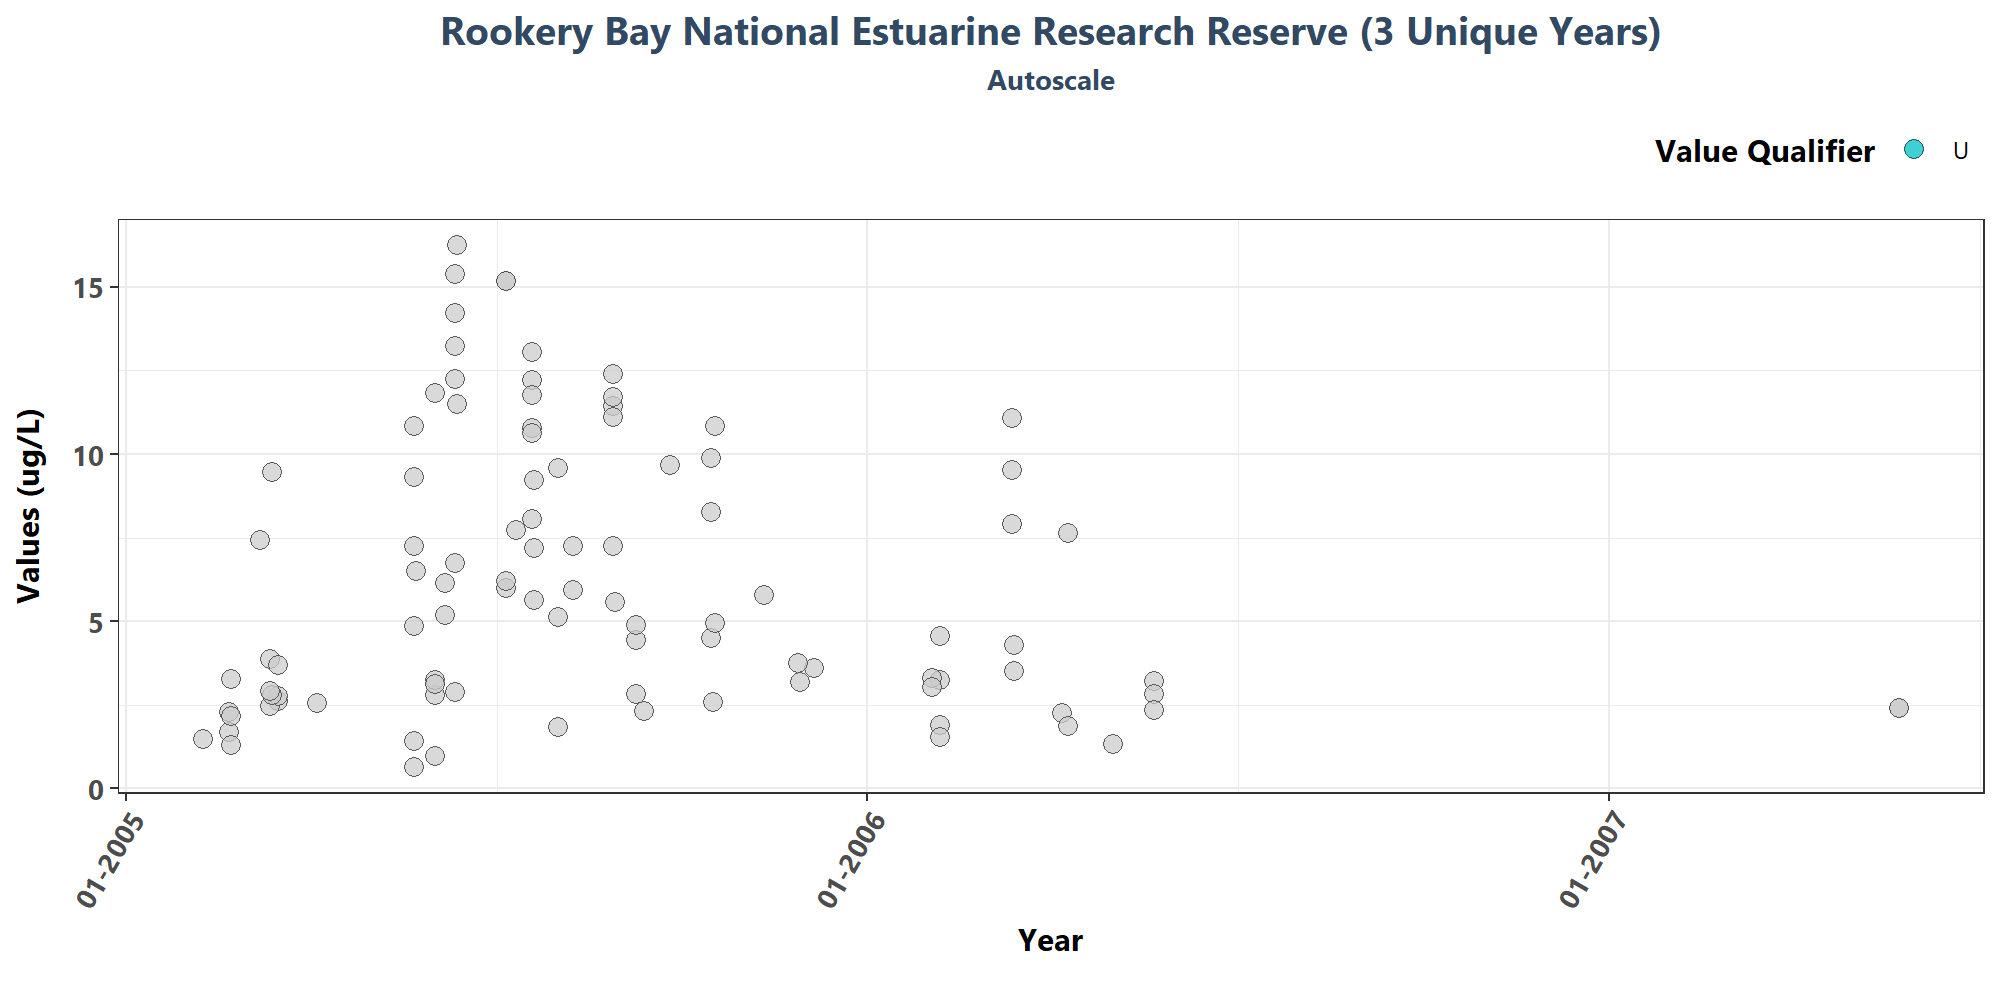 Rookery Bay National Estuarine Research Reserve (3 Unique Years)
Autoscale
Value Qualifier U
Values (ug/L)
15
10
5
0
01-2005
01-2006
01-2007
Year